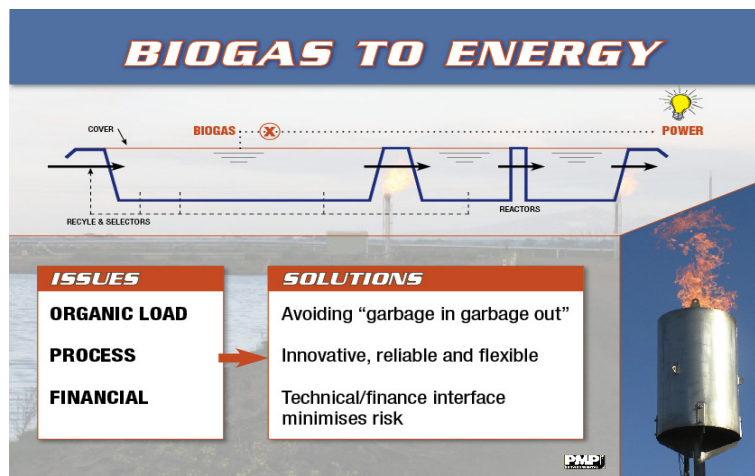 BIOGAS TO ENERGY
COVER
BIOGAS
X
POWER
RECYLE & SELECTORS
REACTORS
ISSUES
ORGANIC LOAD
PROCESS
FINANCIAL
SOLUTIONS
Avoiding “garbage in garbage out”
Innovative, reliable and flexible
Technical/finance interface
minimises risk
PMP